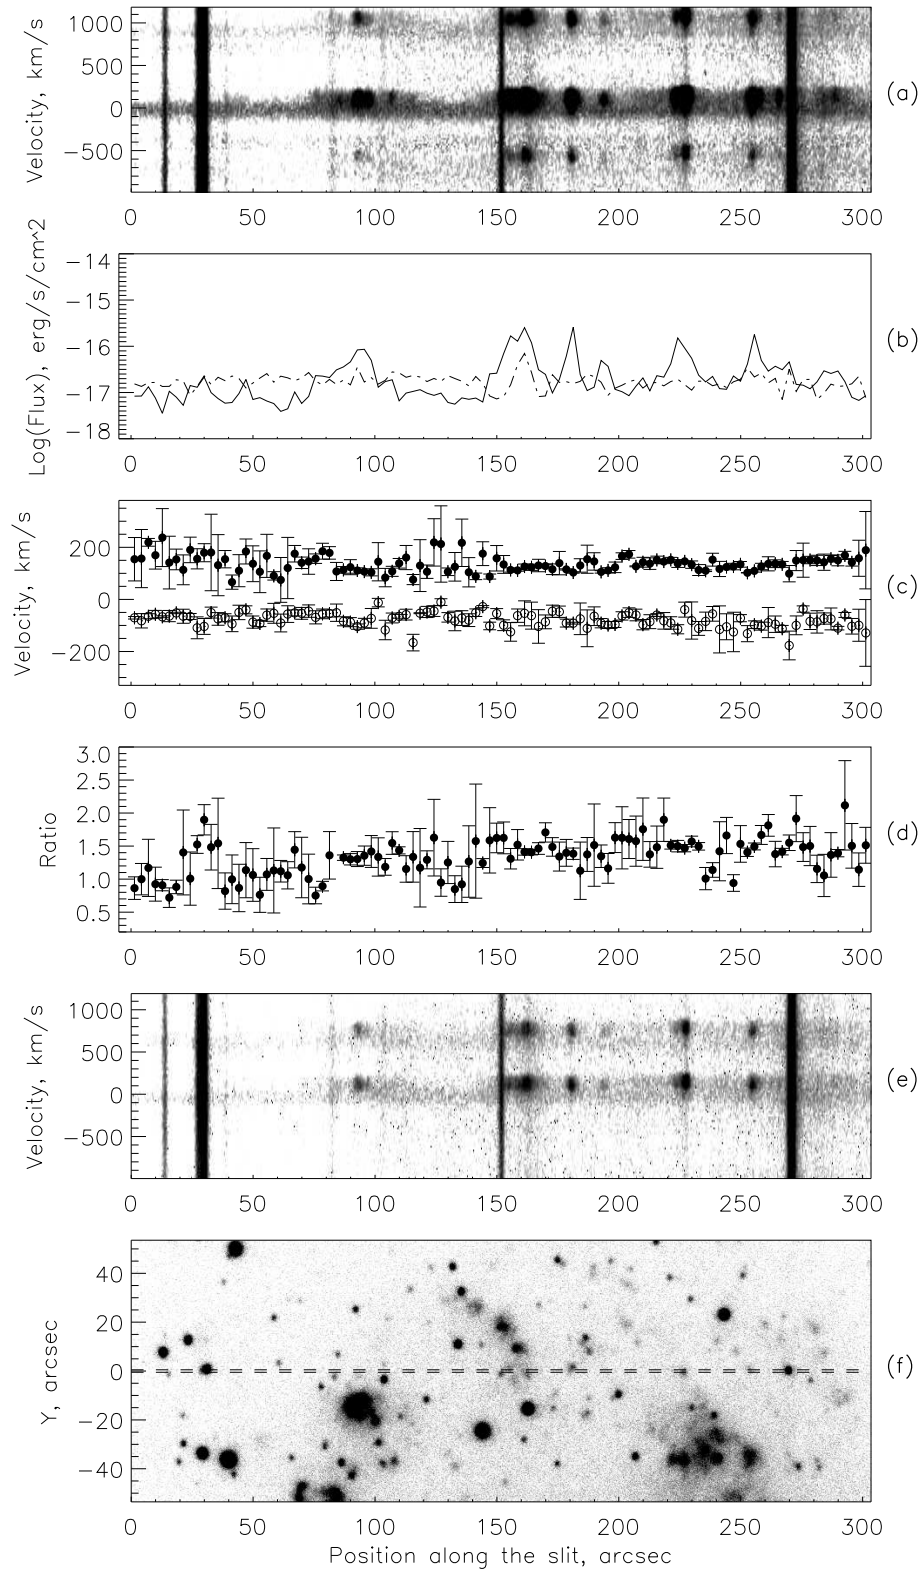 1000
500
0
−500
Velocity, km/s
(a)
0 50 100 150 200 250 300
−14
−15
−16
−17
−18
Log(Flux), erg/s/cm^2
(b)
0 50 100 150 200 250 300
200
0
−200
Velocity, km/s
(c)
0 50 100 150 200 250 300
3.0
2.5
2.0
1.5
1.0
0.5
Ratio
(d)
0 50 100 150 200 250 300
1000
500
0
−500
Velocity, km/s
(e)
0 50 100 150 200 250 300
40
20
0
−20
−40
Y, arcsec
(f)
0 50 100 150 200 250 300
Position along the slit, arcsec